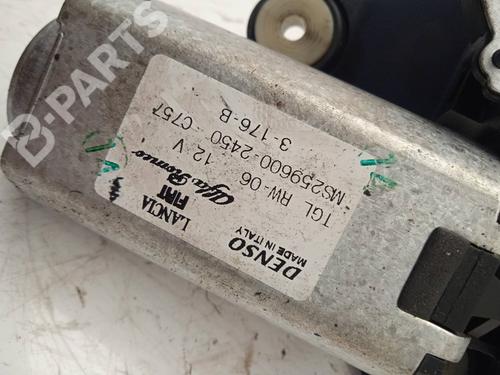 B-PARTS
TGL RW-06 12 V
MS259600-2450 C757
3-176-B
LANCIA
FIAT
Alfa Romeo
DENSO
MADE IN ITALY